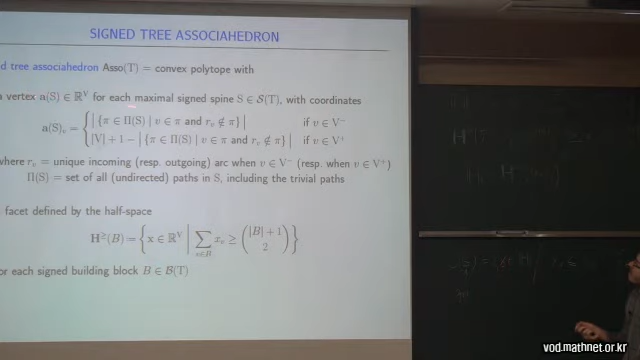 SIGNED TREE ASSOCIAHEDRON
d tree associahedron Asso(T) = convex polytope with
a vertex a(S) ∈ ℝ^V for each maximal signed spine S ∈ 𝒮(T), with coordinates
a(S)_v = { |{π ∈ Π(S) | v ∈ π and r_v ∉ π}| if v ∈ V⁻
|V| + 1 − |{π ∈ Π(S) | v ∈ π and r_v ∉ π}| if v ∈ V⁺
where r_v = unique incoming (resp. outgoing) arc when v ∈ V⁻ (resp. when v ∈ V⁺)
Π(S) = set of all (undirected) paths in S, including the trivial paths
facet defined by the half-space
H^≥(B) = { x ∈ ℝ^V | ∑_{v∈B} x_v ≥ (|B| + 1 2) }
or each signed building block B ∈ ℬ(T)
vod.mathnet.or.kr